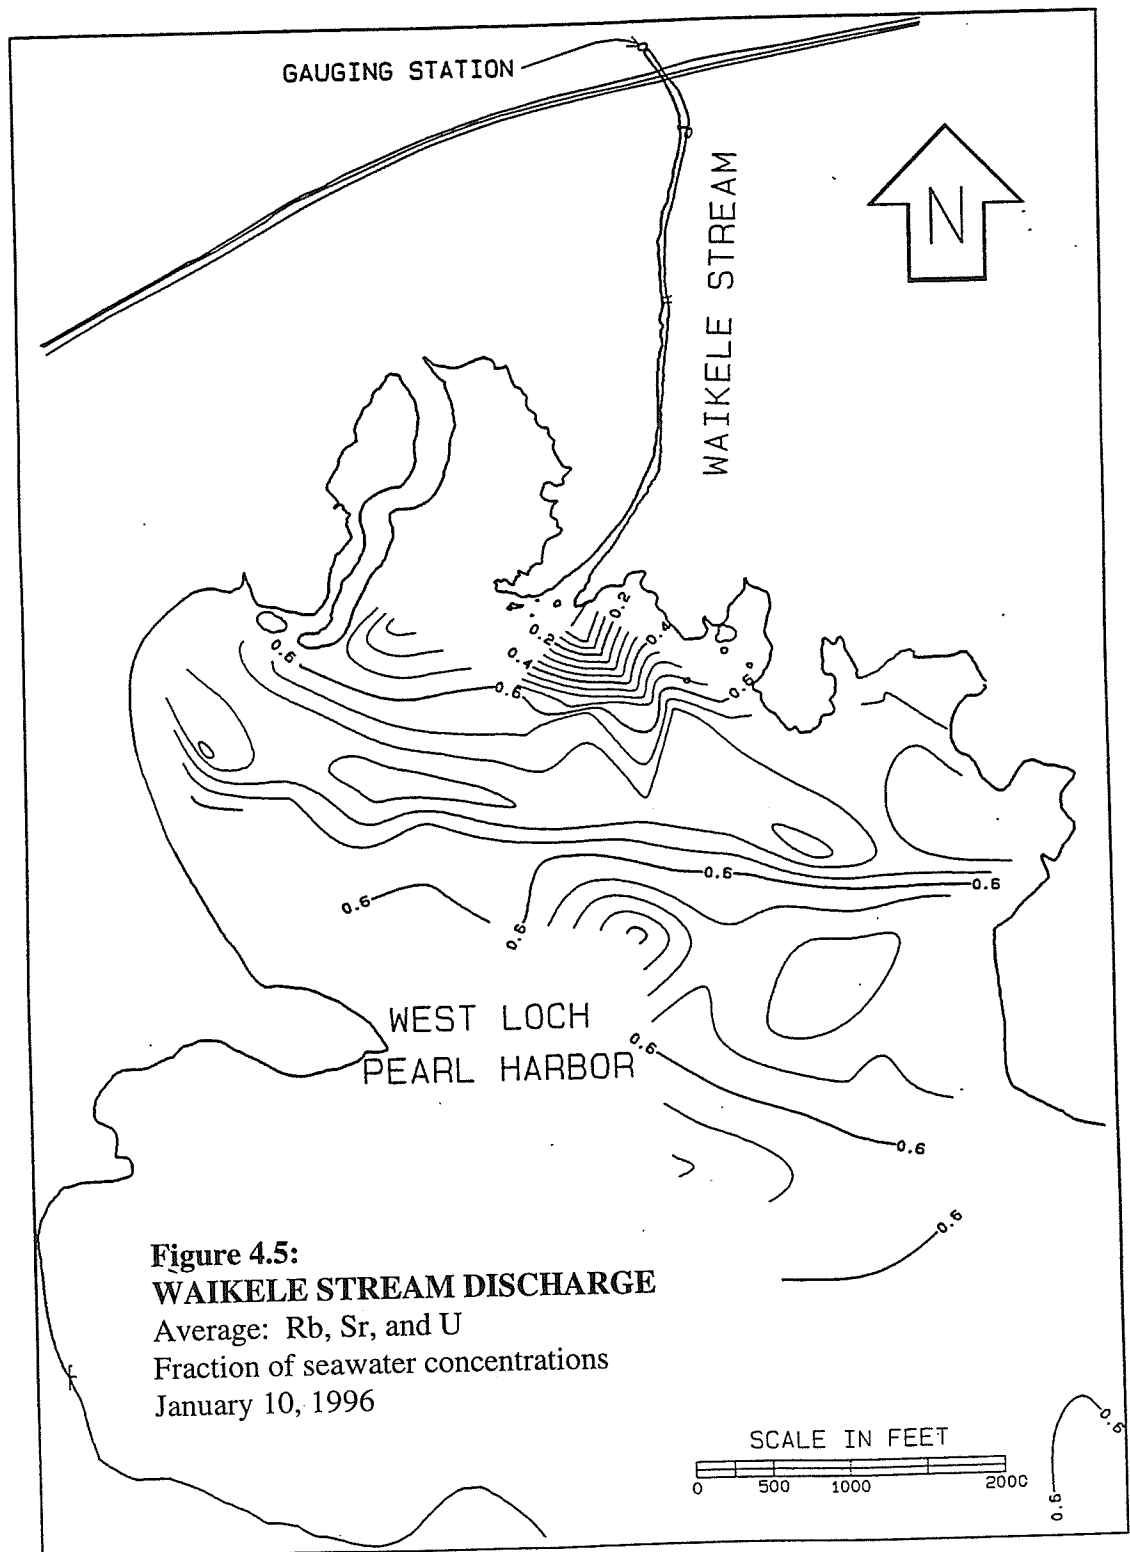 GAUGING STATION
N
WAIKELE STREAM
0.2
0.2
0.4
0.4
0.6
0.6
0.6
0.6
0.6
0.6
0.6
WEST LOCH
PEARL HARBOR
0.6
0.6
0.6
Figure 4.5:
WAIKELE STREAM DISCHARGE
Average: Rb, Sr, and U
Fraction of seawater concentrations
January 10, 1996
SCALE IN FEET
0 500 1000 2000
0.6
0.6